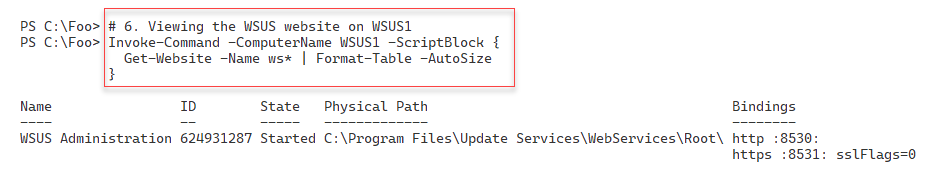 PS C:\Foo> # 6. Viewing the WSUS website on WSUS1
PS C:\Foo> Invoke-Command -ComputerName WSUS1 -ScriptBlock {
  Get-Website -Name ws* | Format-Table -AutoSize
}
Name ID State Physical Path Bindings
---- -- ----- ------------- --------
WSUS Administration 624931287 Started C:\Program Files\Update Services\WebServices\Root\ http :8530:
https :8531: sslFlags=0